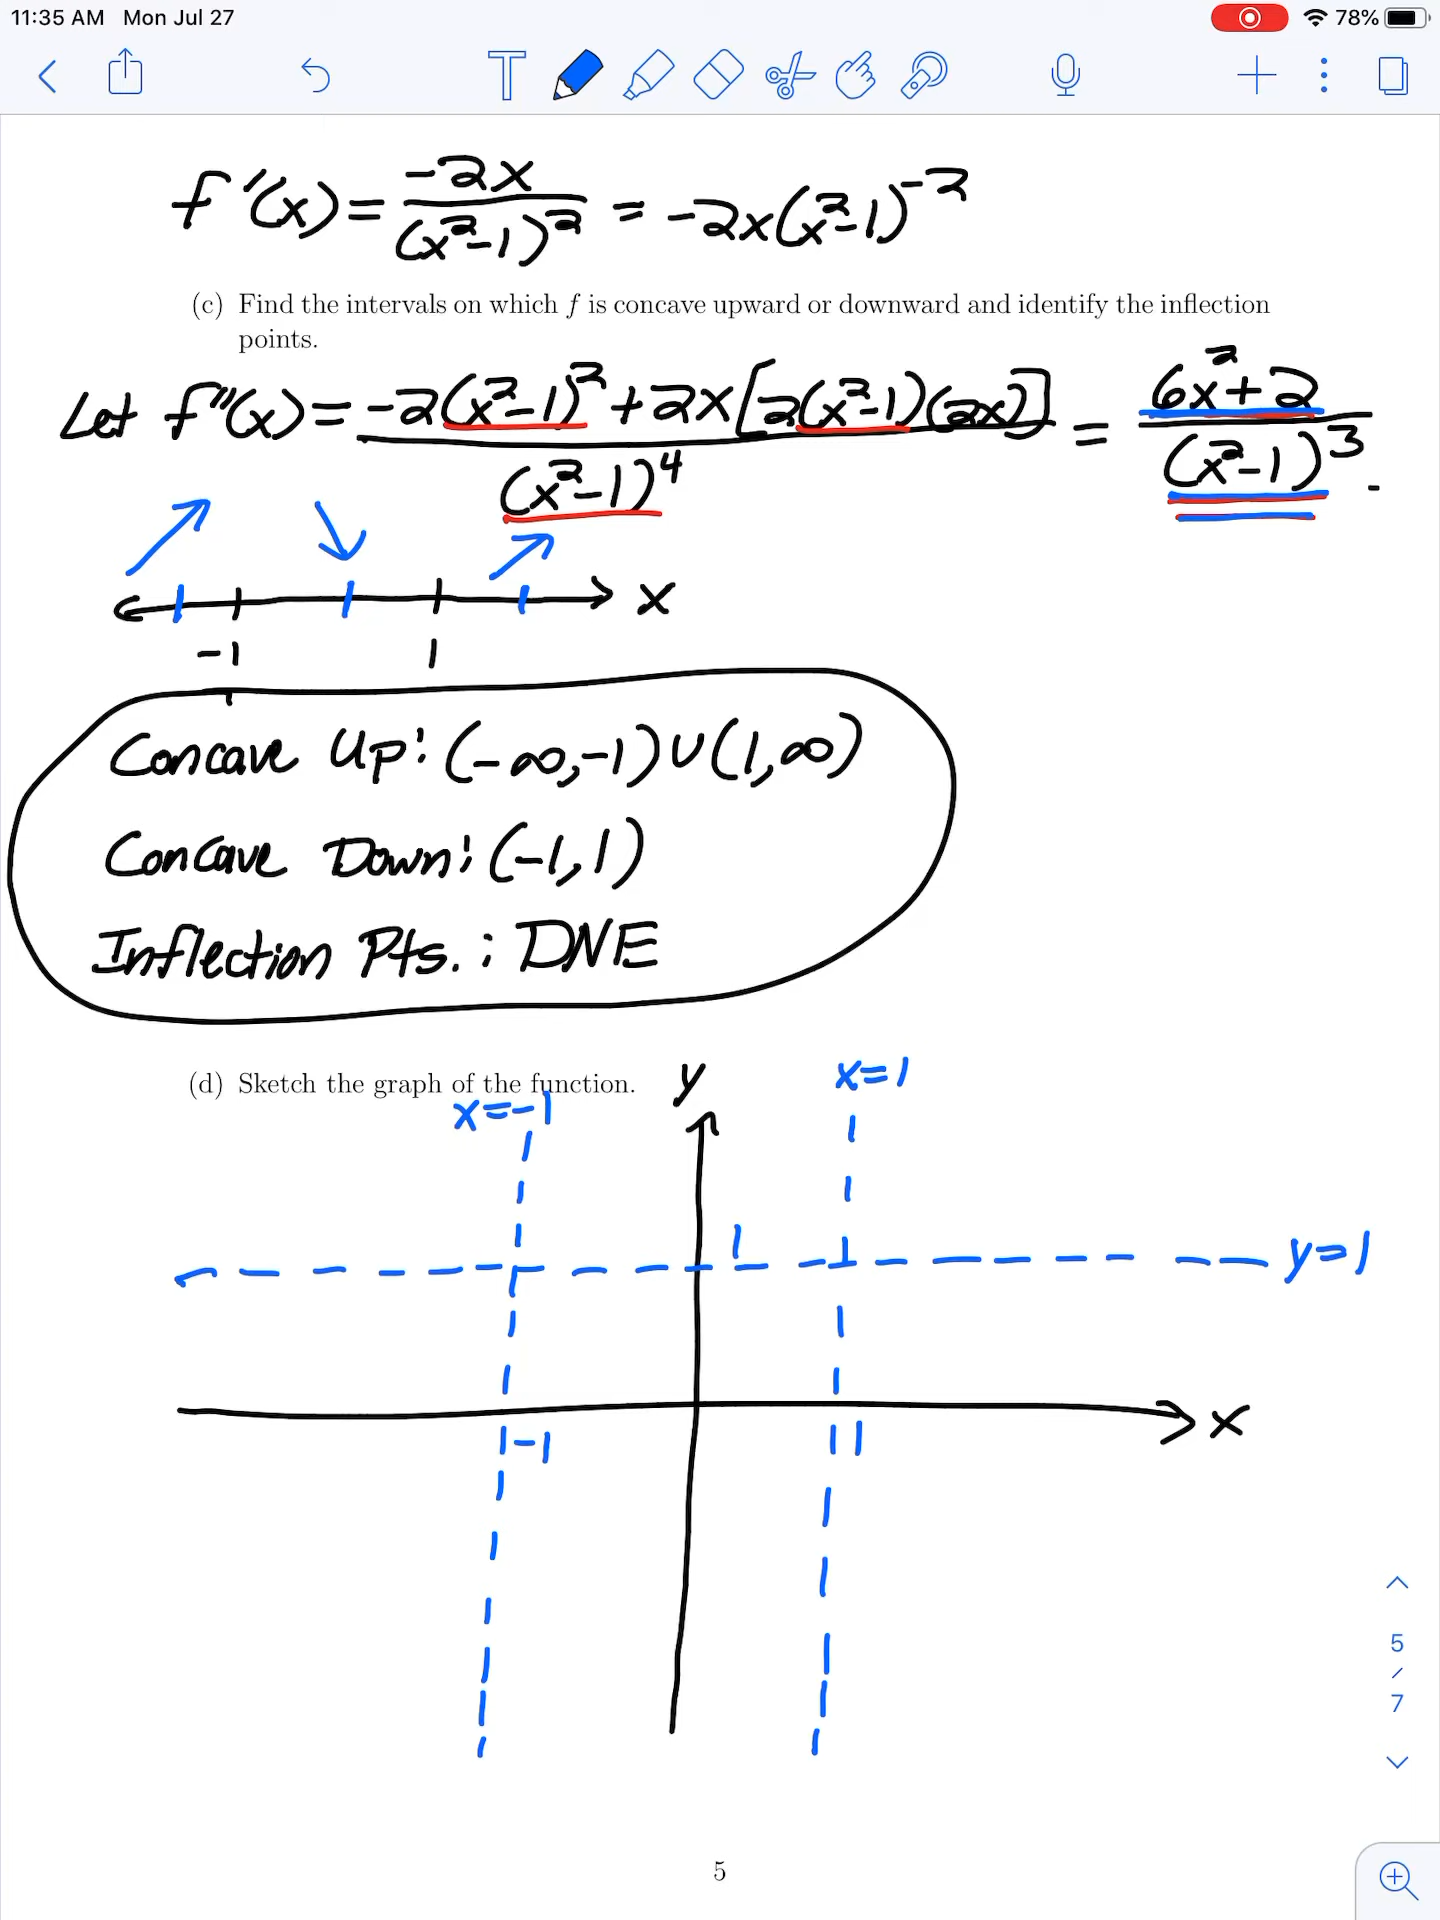 11:35 AM Mon Jul 27 78%
T
f'(x) = -2x/(x²-1)² = -2x(x²-1)⁻²
(c) Find the intervals on which f is concave upward or downward and identify the inflection
points.
Let f''(x) = (-2(x²-1)² + 2x[2(x²-1)(2x)])/(x²-1)⁴ = (6x²+2)/(x²-1)³.
x
-1 1
Concave Up: (-∞,-1)∪(1,∞)
Concave Down: (-1,1)
Inflection Pts.: DNE
(d) Sketch the graph of the function.
y
x=1
x=-1
1
y=1
x
-1 1
5
/
7
5